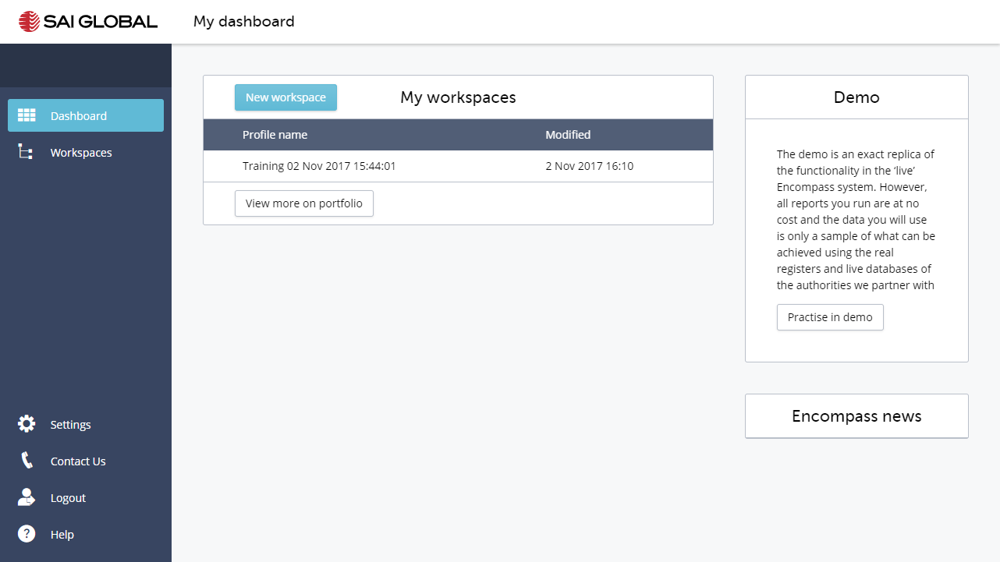 SAI GLOBAL
My dashboard
Dashboard
Workspaces
Settings
Contact Us
Logout
? Help
New workspace
My workspaces
Profile name Modified
Training 02 Nov 2017 15:44:01 2 Nov 2017 16:10
View more on portfolio
Demo
The demo is an exact replica of
the functionality in the ‘live’
Encompass system. However,
all reports you run are at no
cost and the data you will use
is only a sample of what can be
achieved using the real
registers and live databases of
the authorities we partner with
Practise in demo
Encompass news